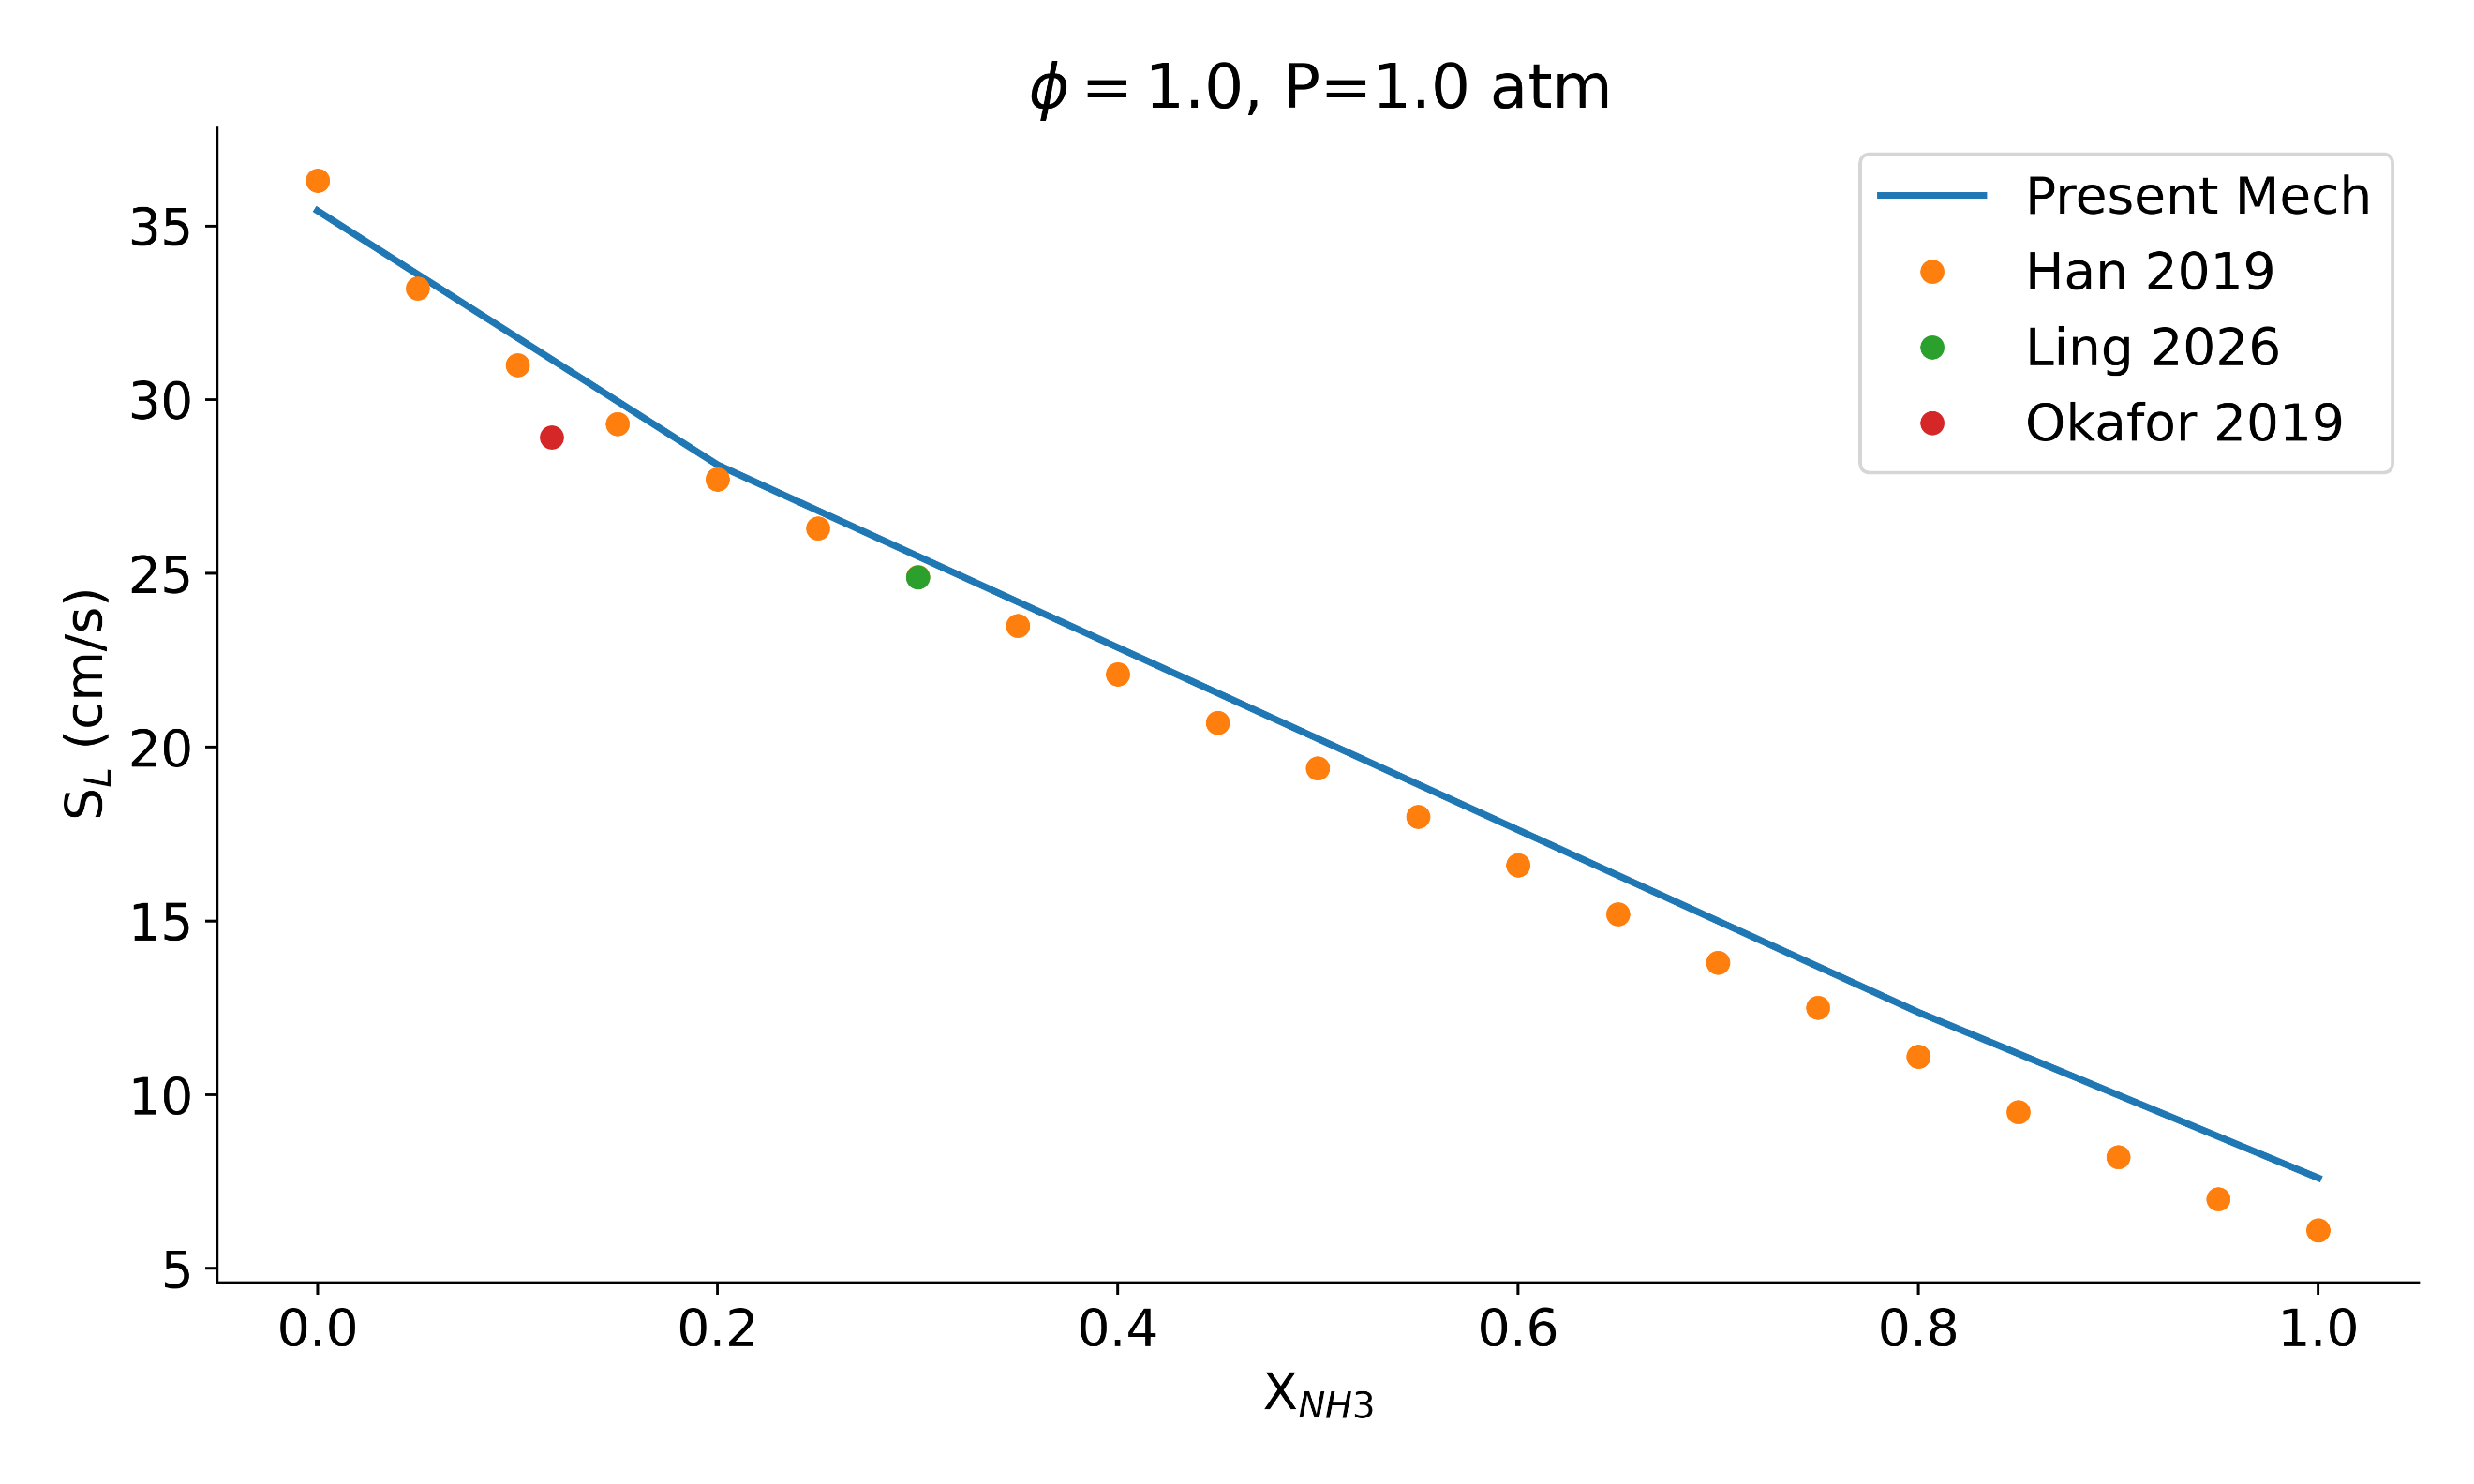 ϕ = 1.0, P=1.0 atm
Present Mech
Han 2019
Ling 2026
Okafor 2019
S_L (cm/s)
35
30
25
20
15
10
5
0.0 0.2 0.4 0.6 0.8 1.0
X_NH3